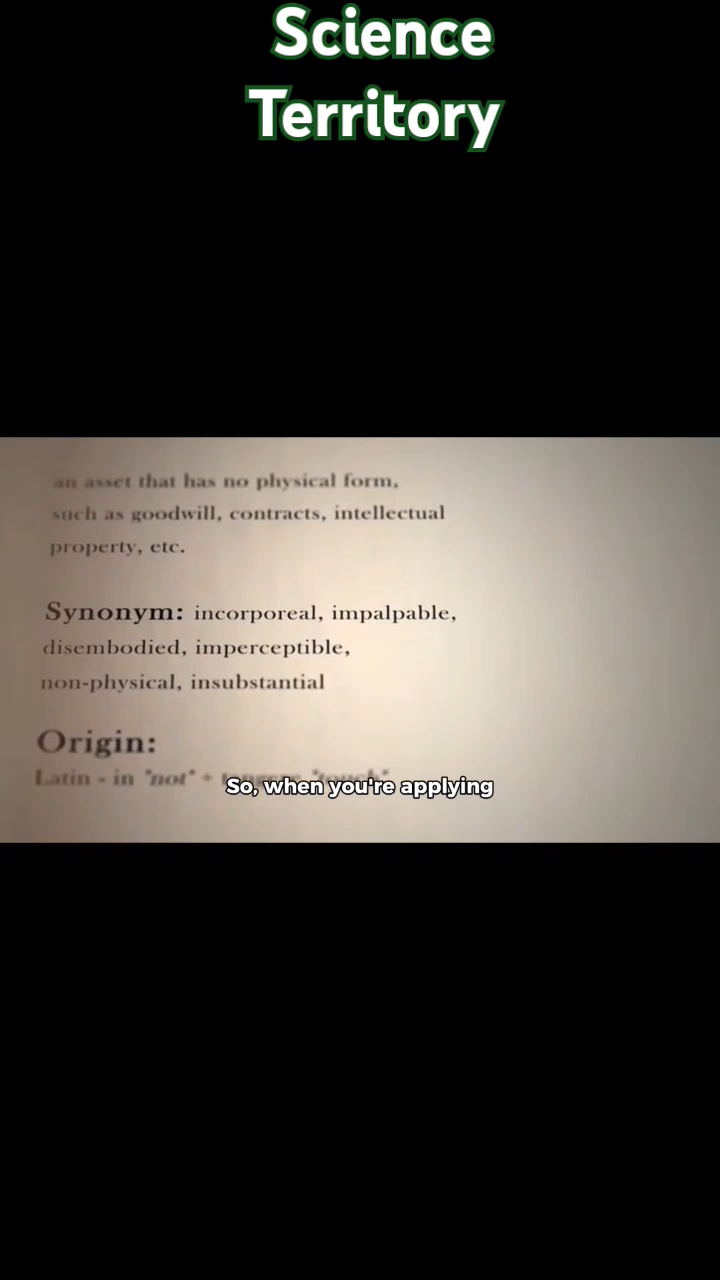 Science
Territory
an asset that has no physical form,
such as goodwill, contracts, intellectual
property, etc.
Synonym: incorporeal, impalpable,
disembodied, imperceptible,
non-physical, insubstantial
Origin:
Latin - in "not" + "touch"
So, when you're applying